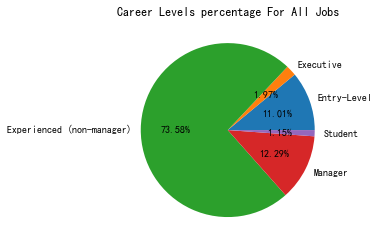 Career Levels percentage For All Jobs
Executive
1.97%
Entry-Level
11.01%
Experienced (non-manager)
73.58%
Student
1.15%
12.29%
Manager